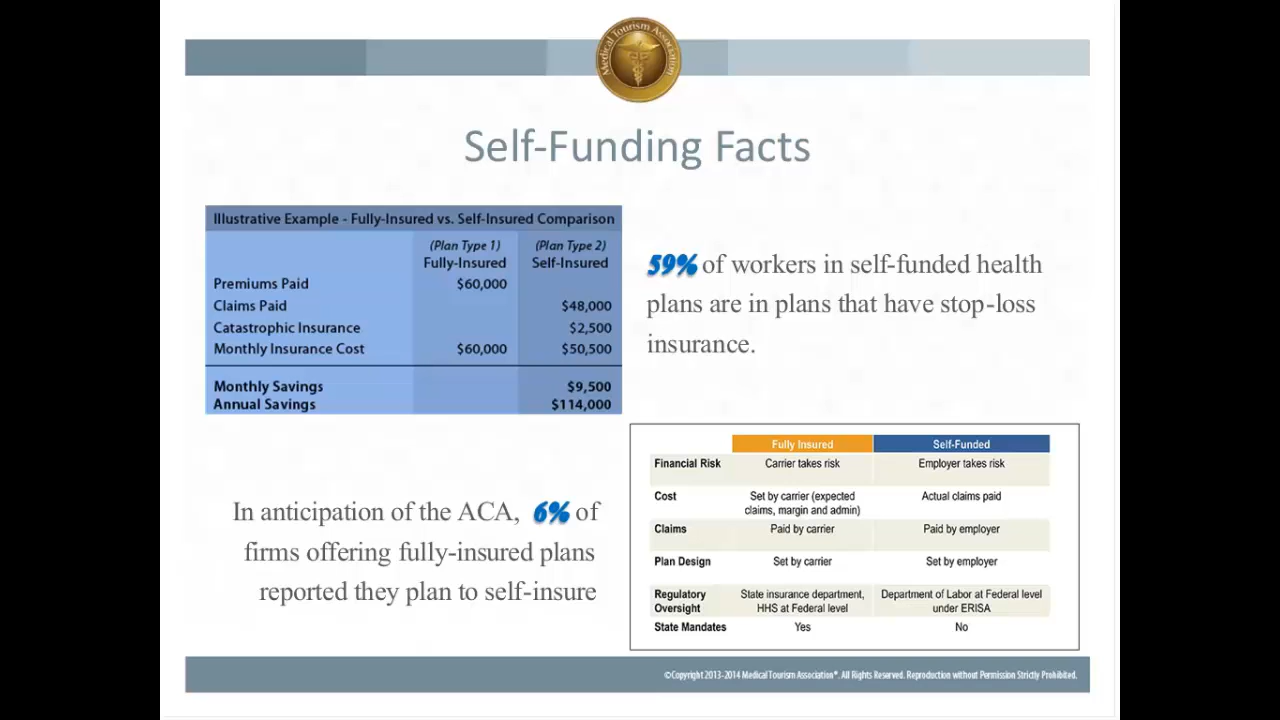 Medical Tourism Association
Self-Funding Facts
Illustrative Example - Fully-Insured vs. Self-Insured Comparison
(Plan Type 1) (Plan Type 2)
Fully-Insured Self-Insured
Premiums Paid $60,000
Claims Paid $48,000
Catastrophic Insurance $2,500
Monthly Insurance Cost $60,000 $50,500
Monthly Savings $9,500
Annual Savings $114,000
59% of workers in self-funded health
plans are in plans that have stop-loss
insurance.
In anticipation of the ACA, 6% of
firms offering fully-insured plans
reported they plan to self-insure
Fully Insured Self-Funded
Financial Risk Carrier takes risk Employer takes risk
Cost Set by carrier (expected Actual claims paid
claims, margin and admin)
Claims Paid by carrier Paid by employer
Plan Design Set by carrier Set by employer
Regulatory State insurance department, Department of Labor at Federal level
Oversight HHS at Federal level under ERISA
State Mandates Yes No
©Copyright 2013-2014 Medical Tourism Association®. All Rights Reserved. Reproduction without Permission Strictly Prohibited.